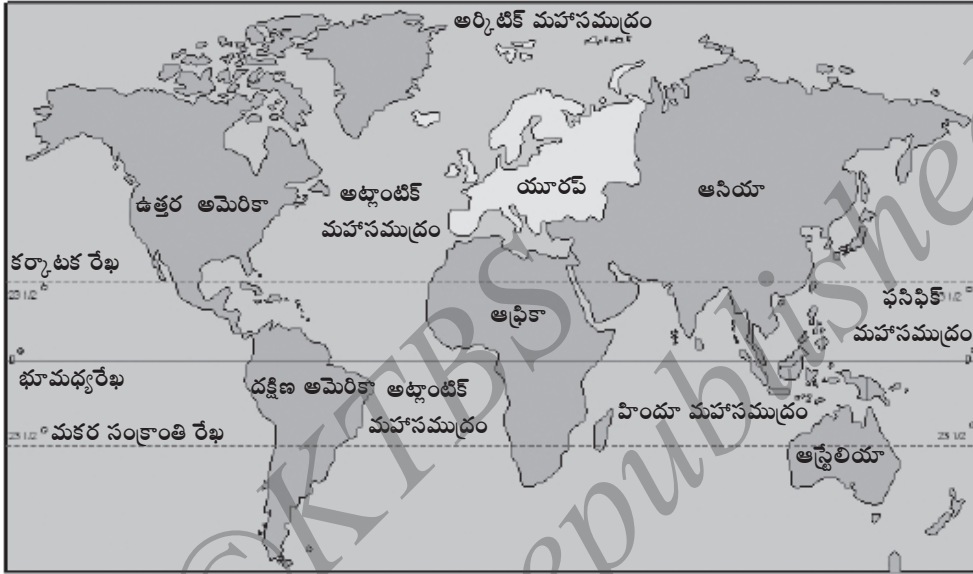 అర్కిటిక్ మహాసముద్రం
ఉత్తర అమెరికా
అట్లాంటిక్
మహాసముద్రం
యూరప్
ఆసియా
కర్కాటక రేఖ
23 1/2 °
ఆఫ్రికా
ఫసిఫిక్
మహాసముద్రం
0°
భూమధ్యరేఖ
దక్షిణ అమెరికా
అట్లాంటిక్
మహాసముద్రం
హిందూ మహాసముద్రం
23 1/2 ° మకర సంక్రాంతి రేఖ
23 1/2
ఆస్ట్రేలియా
©KTBS
republished